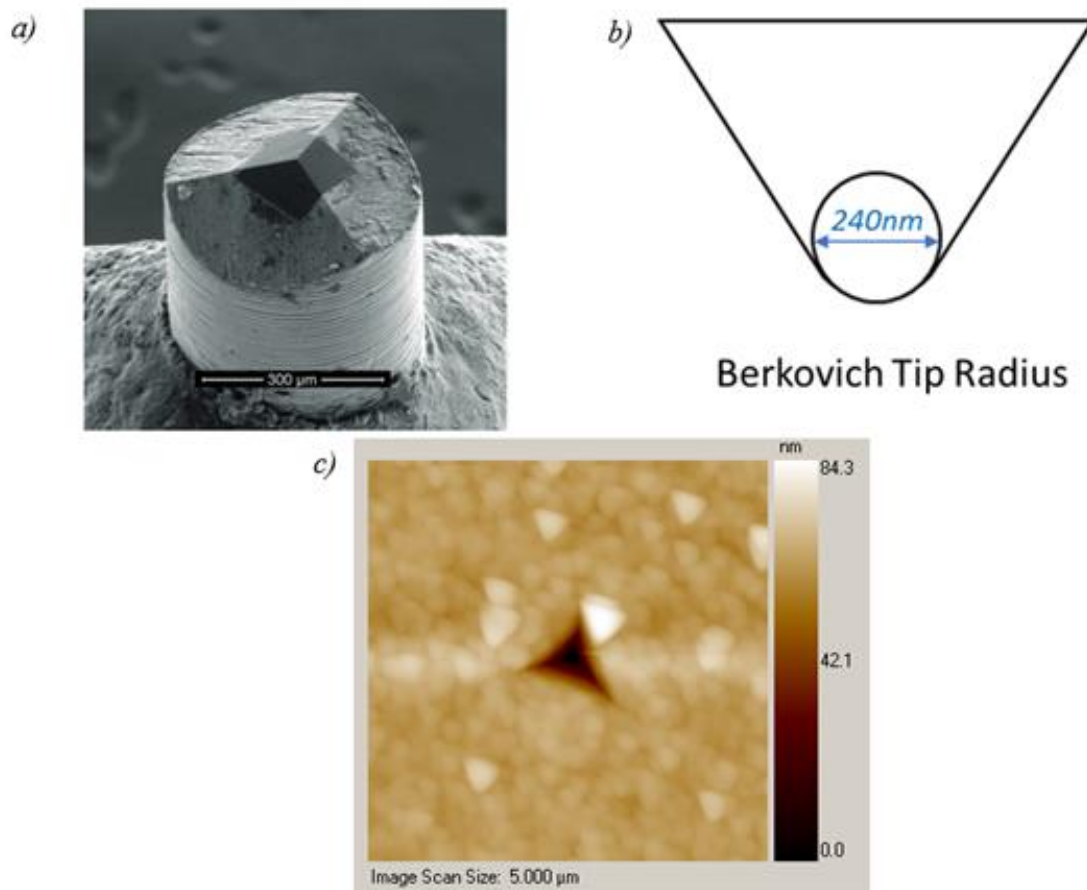 a)
b)
300 µm
240nm
Berkovich Tip Radius
c)
nm
84.3
42.1
0.0
Image Scan Size: 5.000 µm